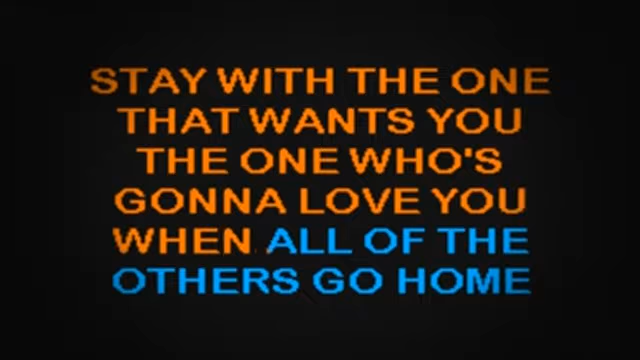 STAY WITH THE ONE
THAT WANTS YOU
THE ONE WHO'S
GONNA LOVE YOU
WHEN ALL OF THE
OTHERS GO HOME